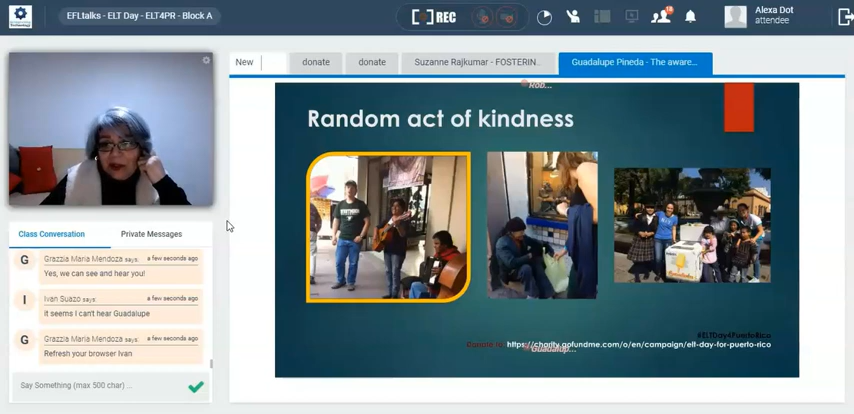 EFLtalks - ELT Day - ELT4PR - Block A
REC
18
Alexa Dot
attendee
New
donate
donate
Suzanne Rajkumar - FOSTERIN..
Guadalupe Pineda - The aware...
Rob...
Random act of kindness
#ELTDay4PuertoRico
Donate to: https://charity.gofundme.com/o/en/campaign/elt-day-for-puerto-rico
Guadalup...
Class Conversation
Private Messages
G
Grazzia Maria Mendoza says:
a few seconds ago
Yes, we can see and hear you!
I
Ivan Suazo says:
a few seconds ago
it seems I can't hear Guadalupe
G
Grazzia Maria Mendoza says:
a few seconds ago
Refresh your browser Ivan
Say Something (max 500 char) ...